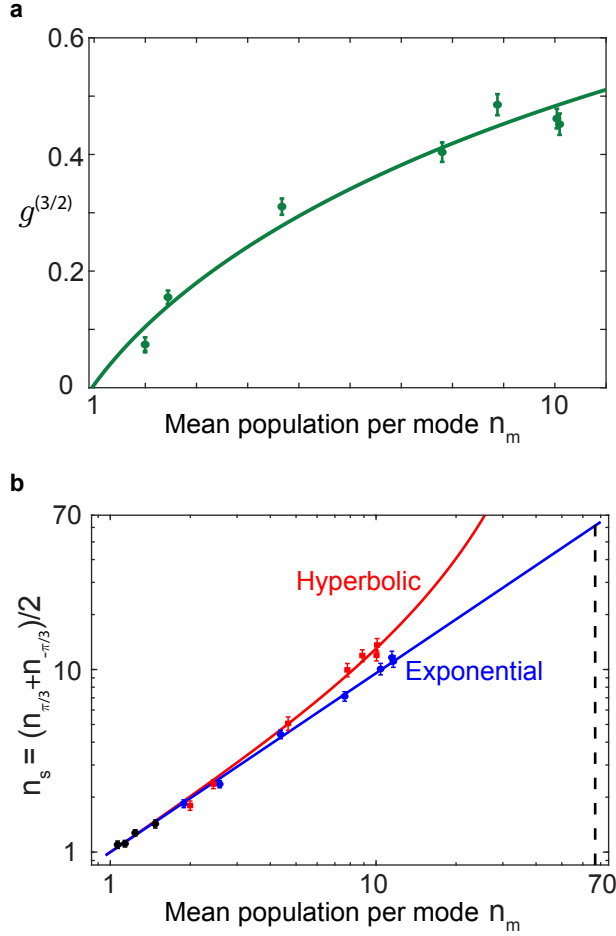 a
0.6
0.4
g(3/2)
0.2
0
1
10
Mean population per mode nm
b
70
Hyperbolic
10
Exponential
ns = (nπ/3+n-π/3)/2
1
1
10
70
Mean population per mode nm